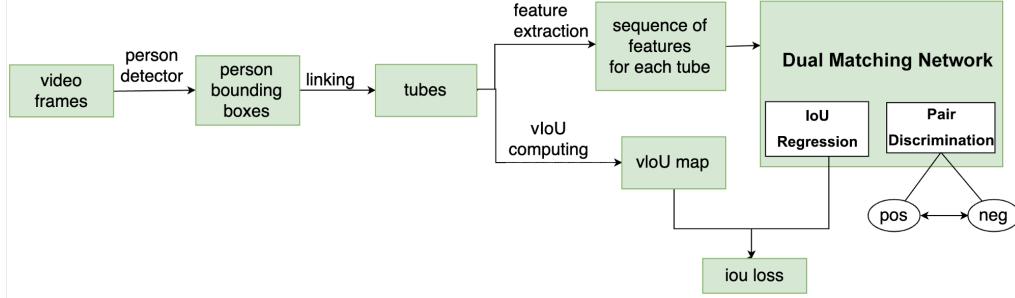 video
frames
person
detector
person
bounding
boxes
linking
tubes
feature
extraction
sequence of
features
for each tube
vIoU
computing
vIoU map
Dual Matching Network
IoU
Regression
Pair
Discrimination
pos
neg
iou loss